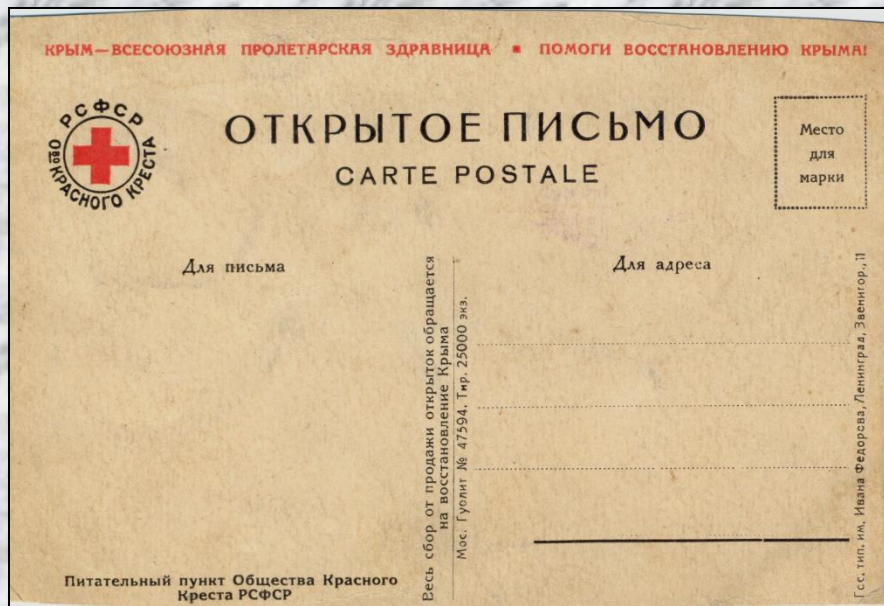 КРЫМ—ВСЕСОЮЗНАЯ ПРОЛЕТАРСКАЯ ЗДРАВНИЦА ▪ ПОМОГИ ВОССТАНОВЛЕНИЮ КРЫМА!
РСФСР
О-ВО КРАСНОГО КРЕСТА
ОТКРЫТОЕ ПИСЬМО
CARTE POSTALE
Место
для
марки
Для письма
Для адреса
Весь сбор от продажи открыток обращается
на восстановление Крыма
Мос. Гублит № 47594. Тир. 25000 экз.
Гос. тип. им. Ивана Федорова, Ленинград, Звенигор., 11
Питательный пункт Общества Красного
Креста РСФСР